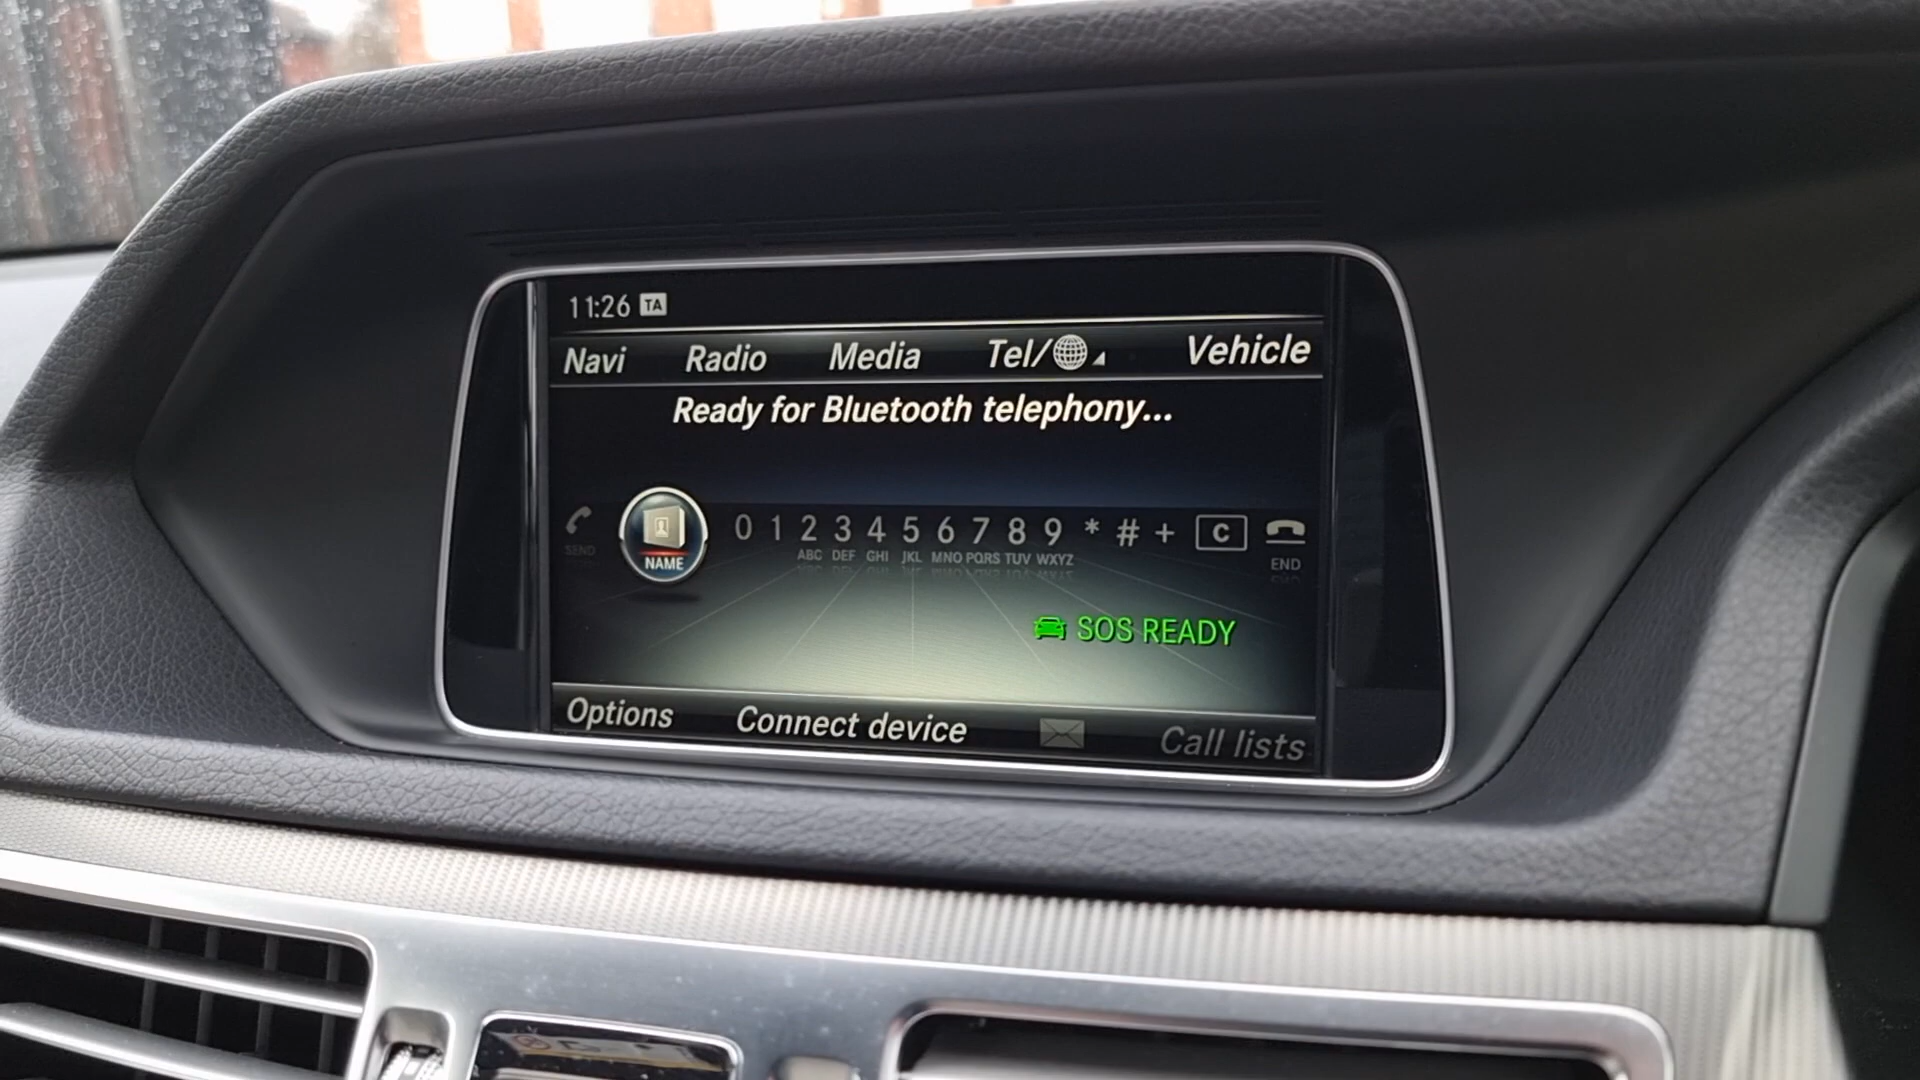 11:26 TA
Navi Radio Media Tel/ Vehicle
Ready for Bluetooth telephony...
0 1 2 3 4 5 6 7 8 9 * # + C
SEND NAME ABC DEF GHI JKL MNO PQRS TUV WXYZ END
SOS READY
Options Connect device Call lists